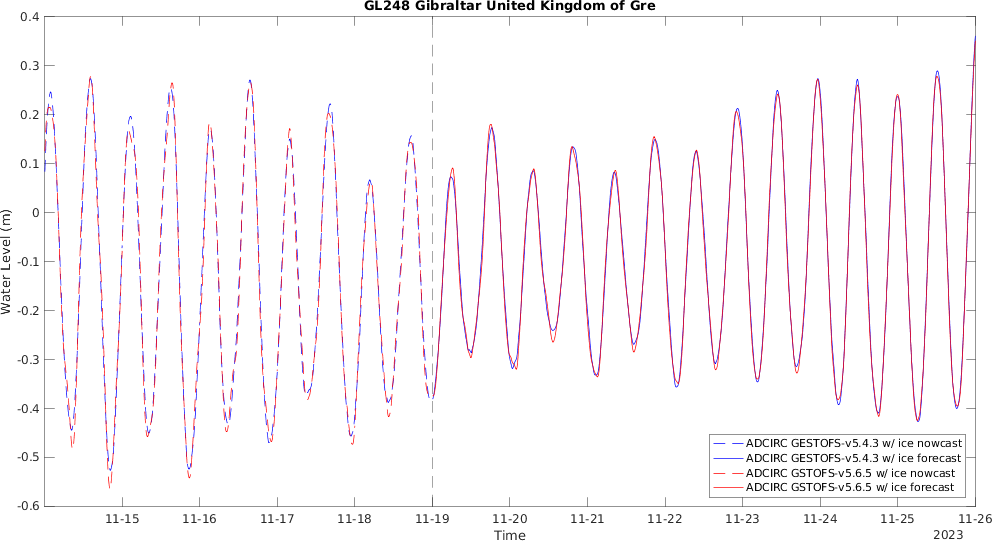 GL248 Gibraltar United Kingdom of Gre
0.4
0.3
0.2
0.1
0
-0.1
-0.2
-0.3
-0.4
-0.5
-0.6
Water Level (m)
ADCIRC GESTOFS-v5.4.3 w/ ice nowcast
ADCIRC GESTOFS-v5.4.3 w/ ice forecast
ADCIRC GSTOFS-v5.6.5 w/ ice nowcast
ADCIRC GSTOFS-v5.6.5 w/ ice forecast
11-15 11-16 11-17 11-18 11-19 11-20 11-21 11-22 11-23 11-24 11-25 11-26
Time
2023